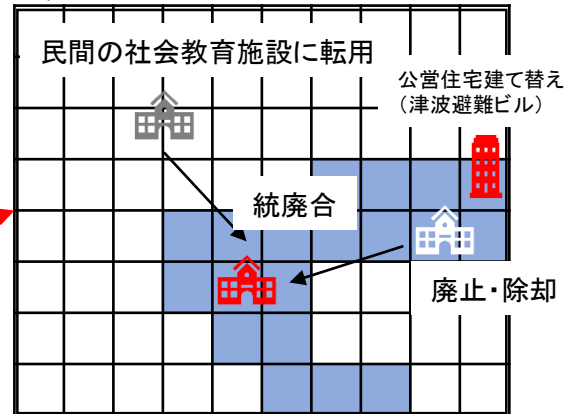 民間の社会教育施設に転用
公営住宅建て替え
（津波避難ビル）
統廃合
廃止・除却